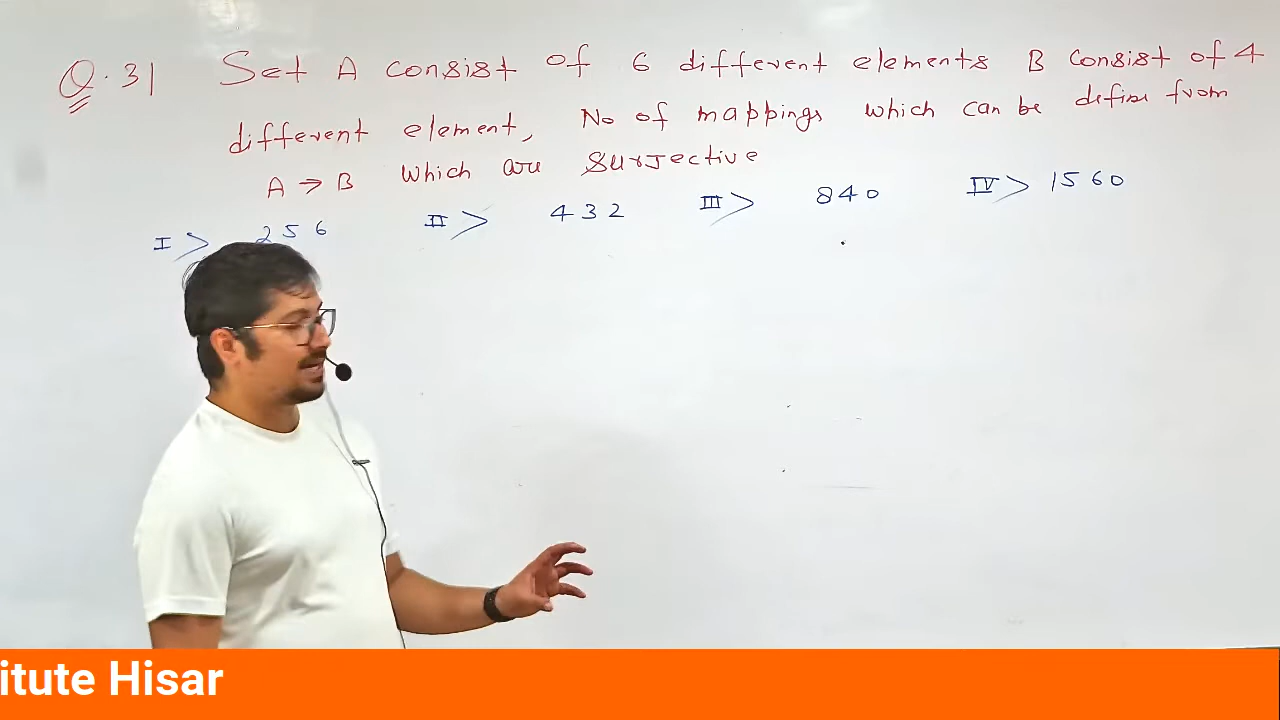 Q. 31 Set A consist of 6 different elements B consist of 4
different element, No of mappings which can be define from
A → B which are surjective
I > 256 II > 432 III > 840 IV > 1560
itute Hisar